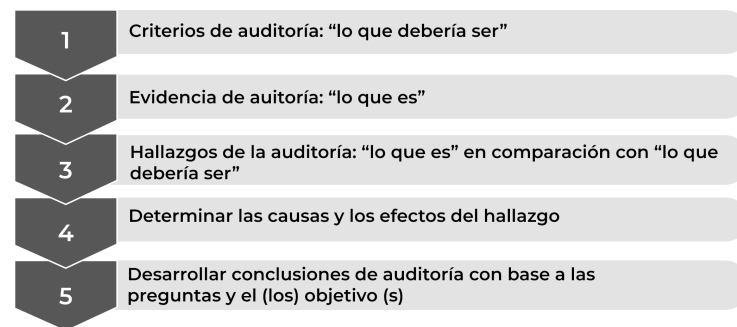 1
Criterios de auditoría: “lo que debería ser”
2
Evidencia de auitoría: “lo que es”
3
Hallazgos de la auditoría: “lo que es” en comparación con “lo que
debería ser”
4
Determinar las causas y los efectos del hallazgo
5
Desarrollar conclusiones de auditoría con base a las
preguntas y el (los) objetivo (s)